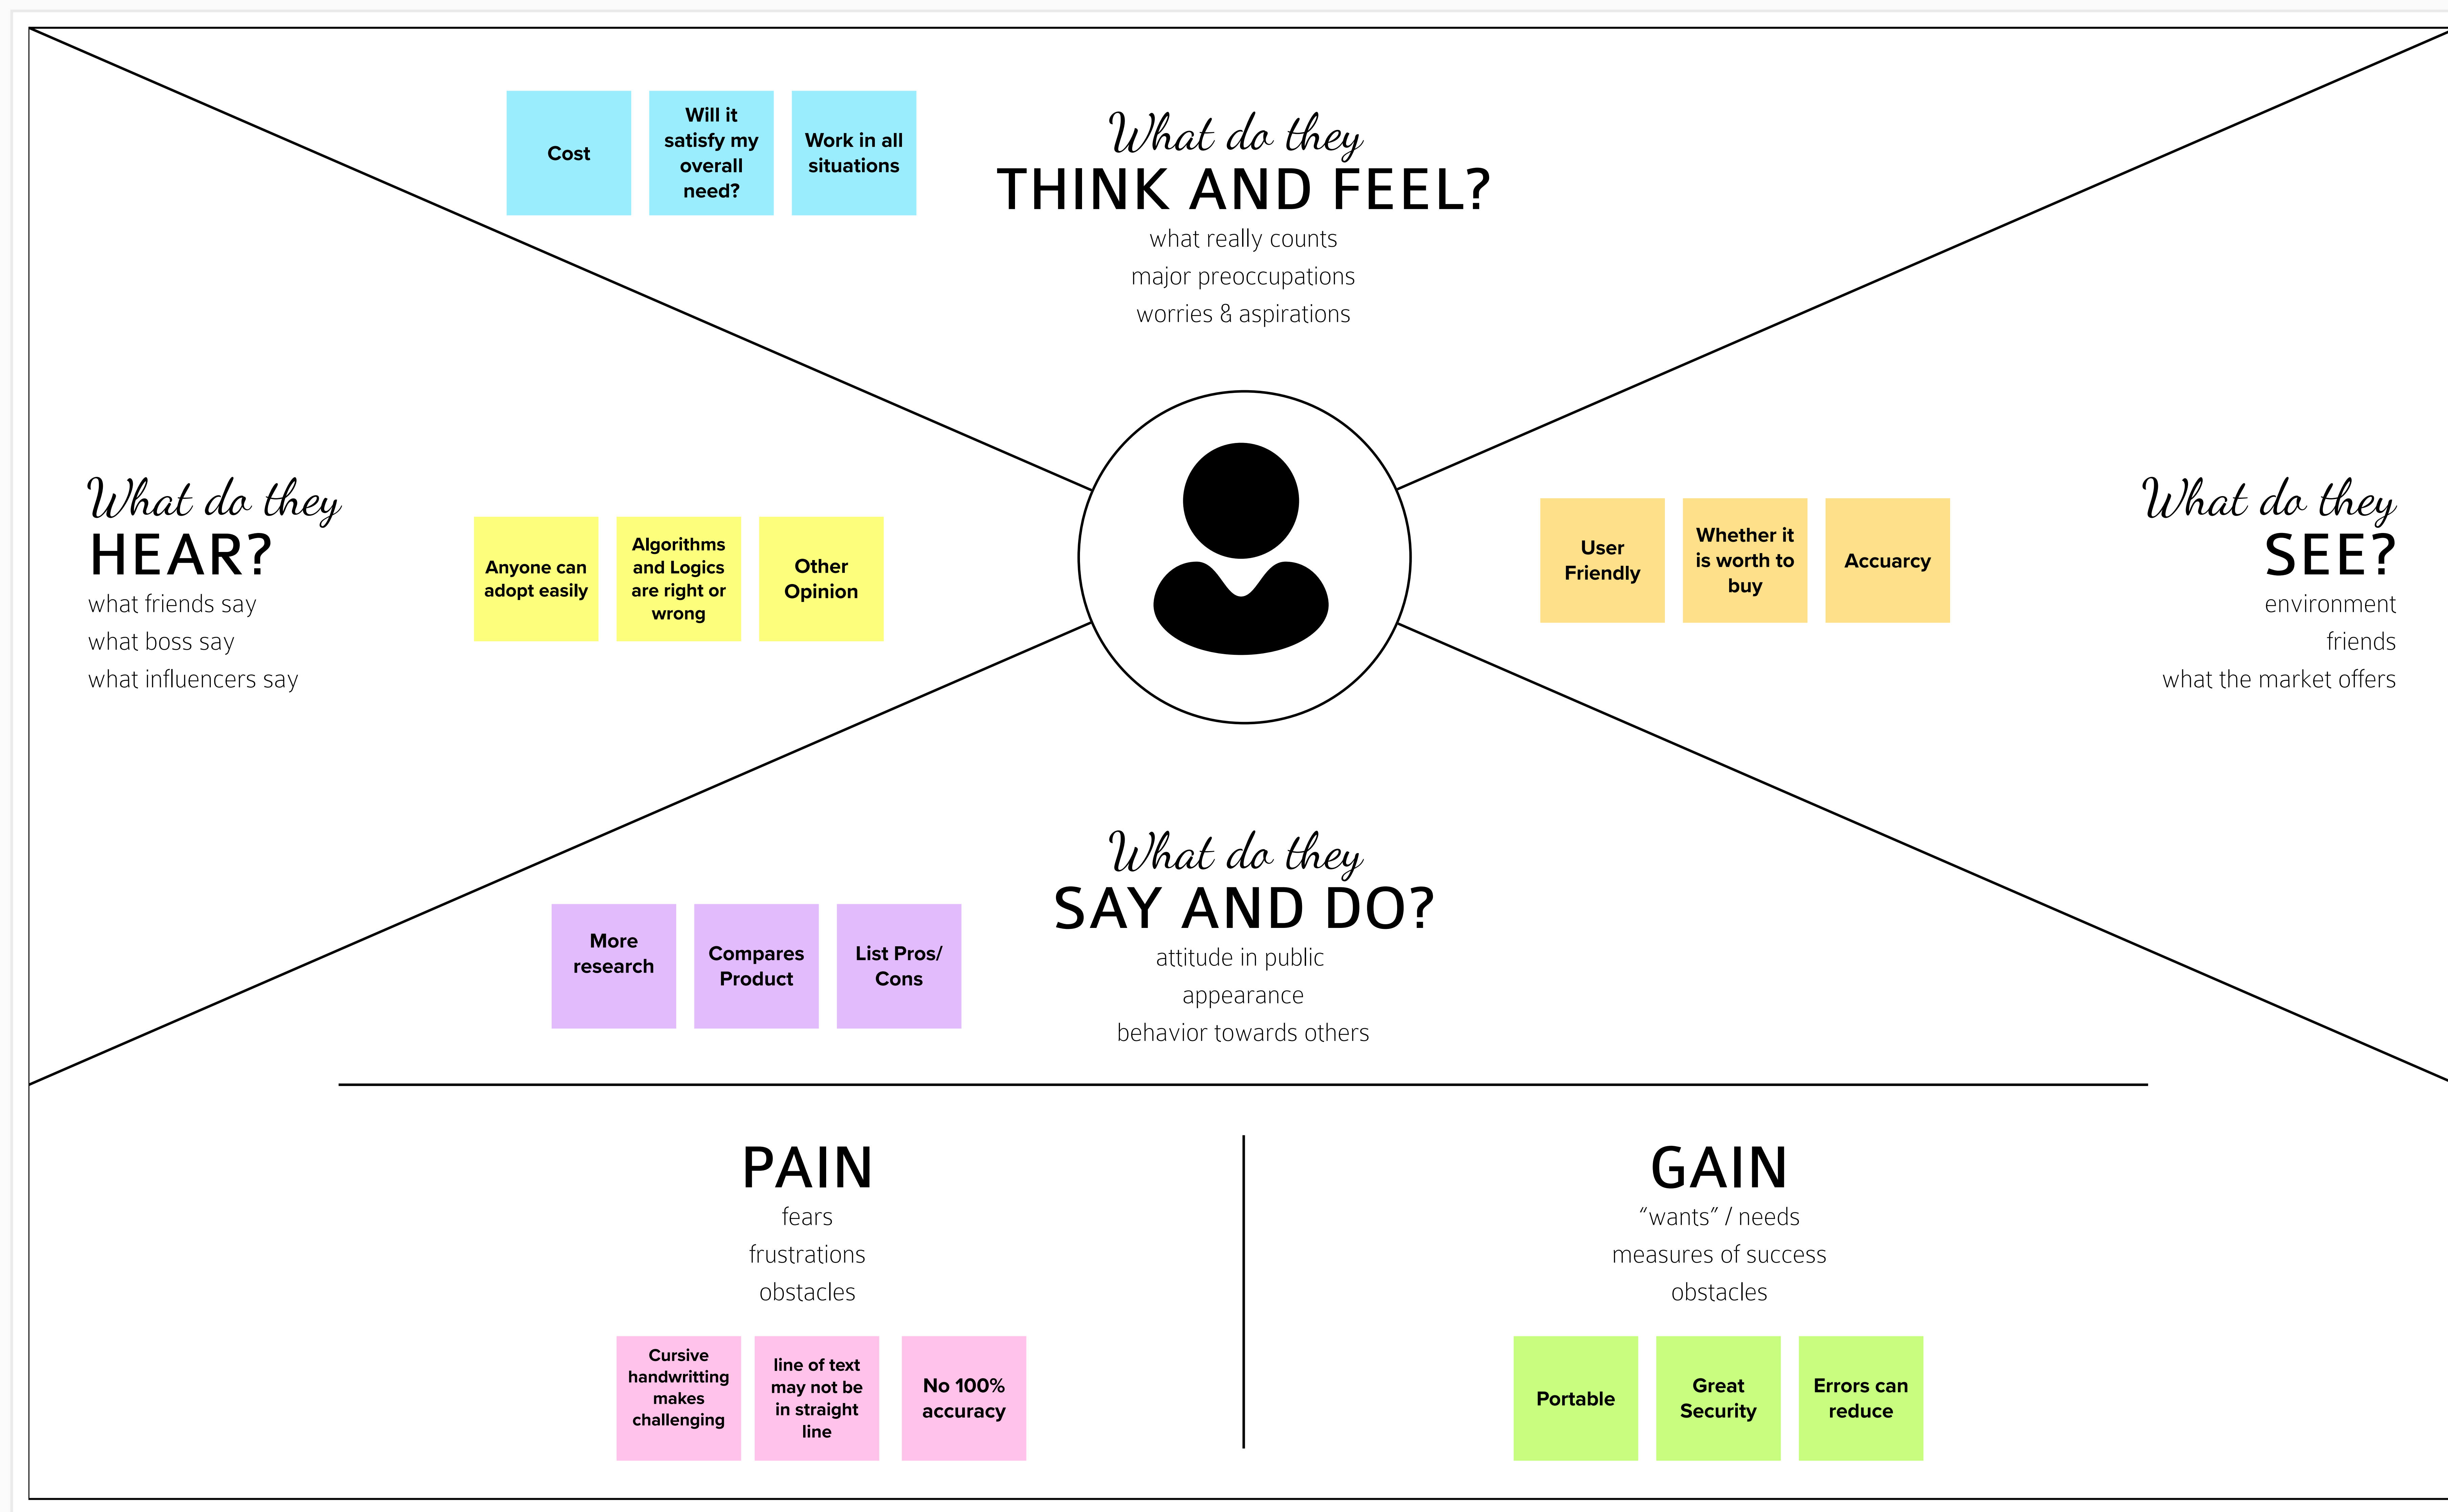 Cost
Will it
satisfy my
overall
need?
Work in all
situations
What do they
THINK AND FEEL?
what really counts
major preoccupations
worries & aspirations
What do they
HEAR?
what friends say
what boss say
what influencers say
Anyone can
adopt easily
Algorithms
and Logics
are right or
wrong
Other
Opinion
User
Friendly
Whether it
is worth to
buy
Accuarcy
What do they
SEE?
environment
friends
what the market offers
More
research
Compares
Product
List Pros/
Cons
What do they
SAY AND DO?
attitude in public
appearance
behavior towards others
PAIN
fears
frustrations
obstacles
Cursive
handwritting
makes
challenging
line of text
may not be
in straight
line
No 100%
accuracy
GAIN
“wants” / needs
measures of success
obstacles
Portable
Great
Security
Errors can
reduce